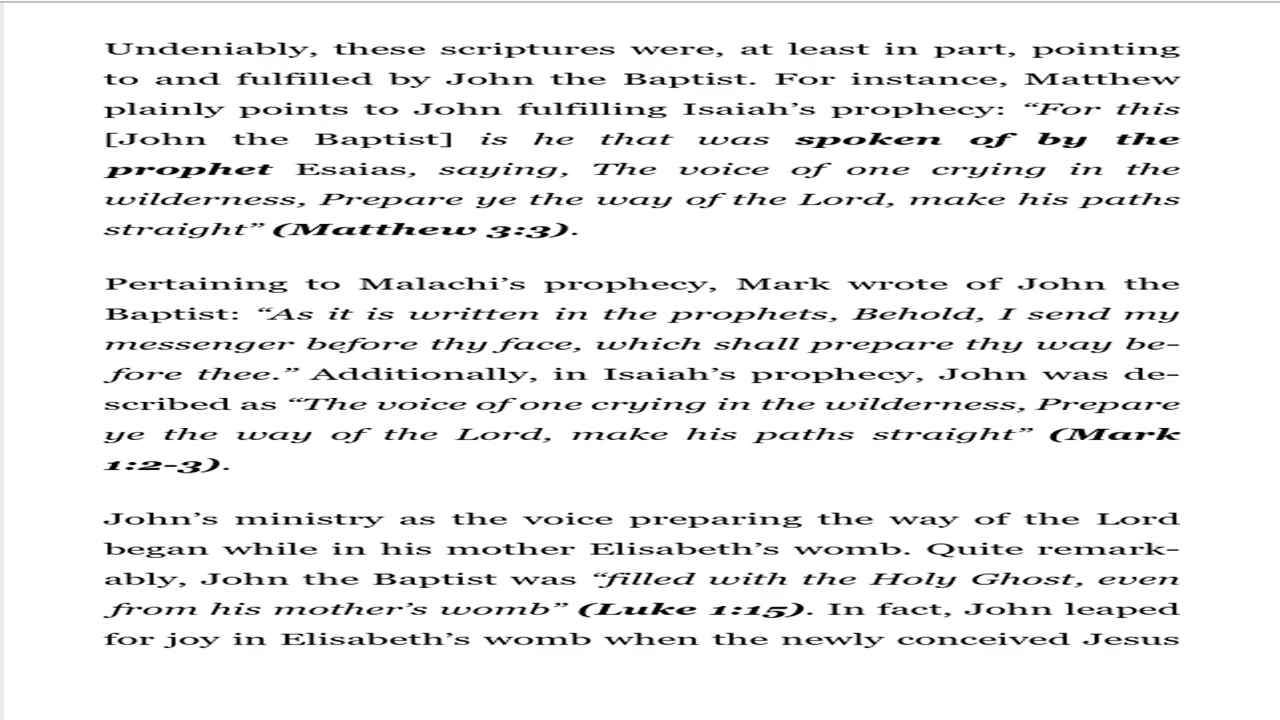 Undeniably, these scriptures were, at least in part, pointing
to and fulfilled by John the Baptist. For instance, Matthew
plainly points to John fulfilling Isaiah’s prophecy: “For this
[John the Baptist] is he that was spoken of by the
prophet Esaias, saying, The voice of one crying in the
wilderness, Prepare ye the way of the Lord, make his paths
straight” (Matthew 3:3).
Pertaining to Malachi’s prophecy, Mark wrote of John the
Baptist: “As it is written in the prophets, Behold, I send my
messenger before thy face, which shall prepare thy way be-
fore thee.” Additionally, in Isaiah’s prophecy, John was de-
scribed as “The voice of one crying in the wilderness, Prepare
ye the way of the Lord, make his paths straight” (Mark
1:2-3).
John’s ministry as the voice preparing the way of the Lord
began while in his mother Elisabeth’s womb. Quite remark-
ably, John the Baptist was “filled with the Holy Ghost, even
from his mother’s womb” (Luke 1:15). In fact, John leaped
for joy in Elisabeth’s womb when the newly conceived Jesus